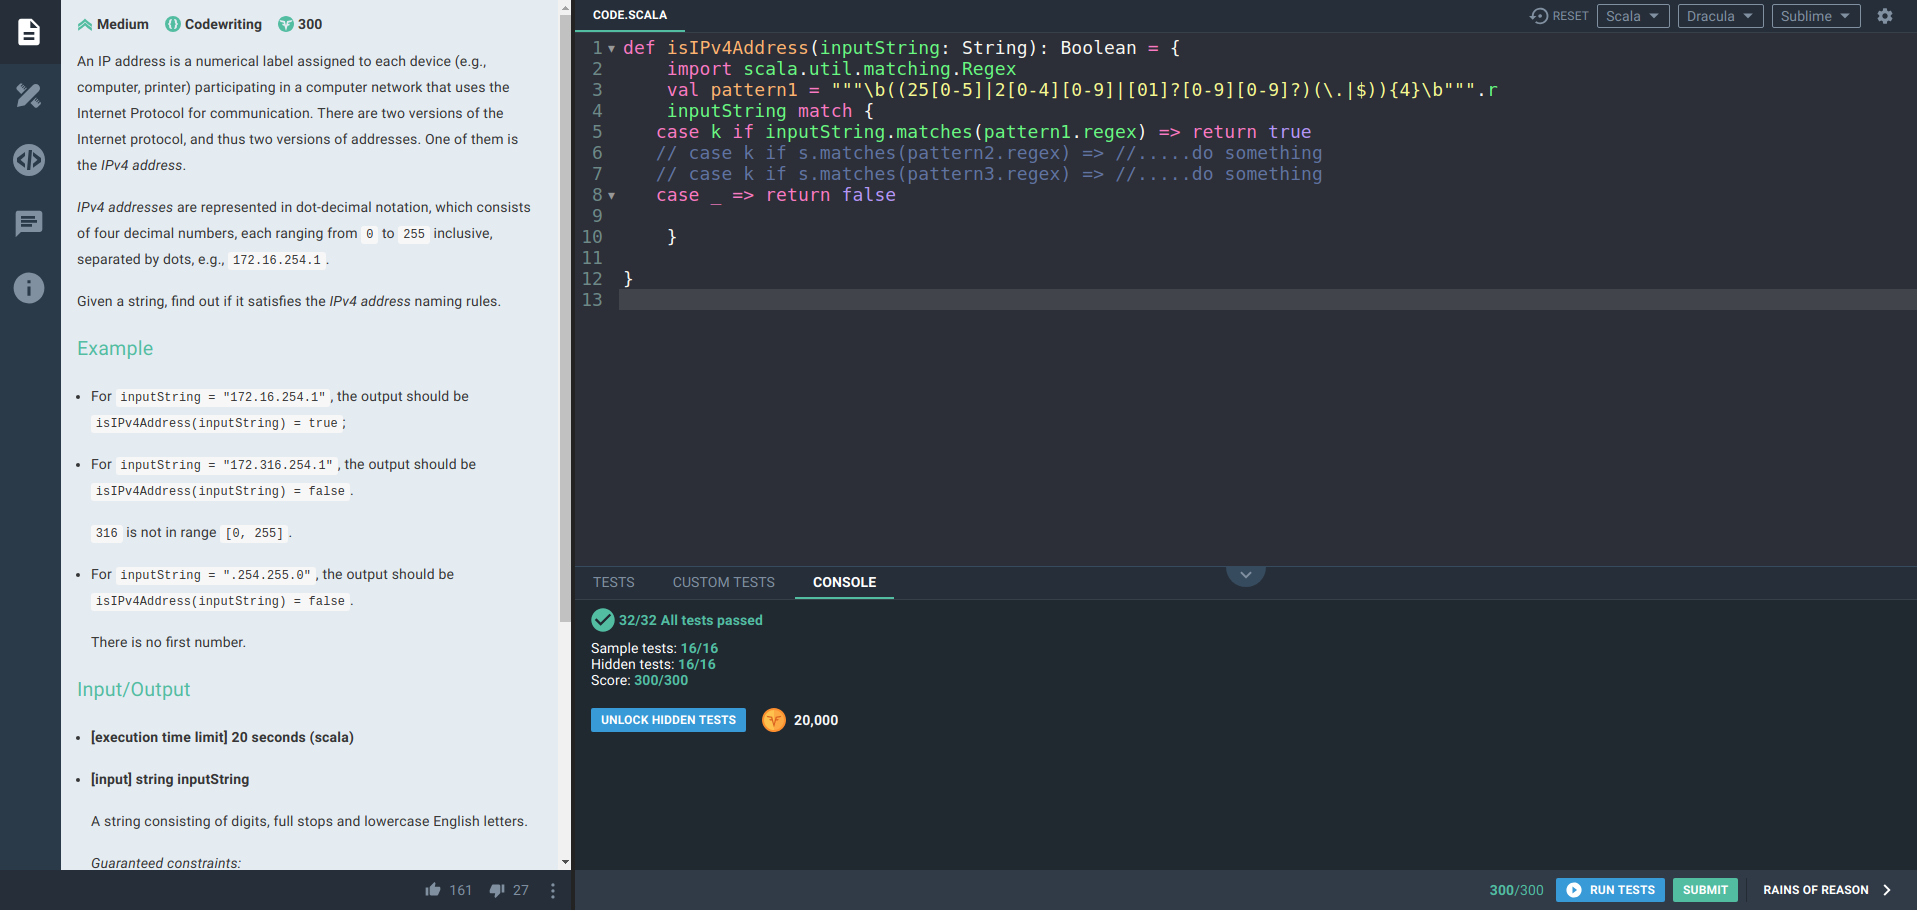 Medium Codewriting 300
An IP address is a numerical label assigned to each device (e.g.,
computer, printer) participating in a computer network that uses the
Internet Protocol for communication. There are two versions of the
Internet protocol, and thus two versions of addresses. One of them is
the IPv4 address.
IPv4 addresses are represented in dot-decimal notation, which consists
of four decimal numbers, each ranging from 0 to 255 inclusive,
separated by dots, e.g., 172.16.254.1.
Given a string, find out if it satisfies the IPv4 address naming rules.
Example
• For inputString = "172.16.254.1", the output should be
isIPv4Address(inputString) = true;
• For inputString = "172.316.254.1", the output should be
isIPv4Address(inputString) = false.
316 is not in range [0, 255].
• For inputString = ".254.255.0", the output should be
isIPv4Address(inputString) = false.
There is no first number.
Input/Output
• [execution time limit] 20 seconds (scala)
• [input] string inputString
A string consisting of digits, full stops and lowercase English letters.
Guaranteed constraints:
161 27
CODE.SCALA
RESET Scala Dracula Sublime
1 def isIPv4Address(inputString: String): Boolean = {
2 import scala.util.matching.Regex
3 val pattern1 = """\b((25[0-5]|2[0-4][0-9]|[01]?[0-9][0-9]?)(\.|$)){4}\b""".r
4 inputString match {
5 case k if inputString.matches(pattern1.regex) => return true
6 // case k if s.matches(pattern2.regex) => //.....do something
7 // case k if s.matches(pattern3.regex) => //.....do something
8 case _ => return false
9
10 }
11
12 }
13
TESTS CUSTOM TESTS CONSOLE
32/32 All tests passed
Sample tests: 16/16
Hidden tests: 16/16
Score: 300/300
UNLOCK HIDDEN TESTS 20,000
300/300 RUN TESTS SUBMIT RAINS OF REASON